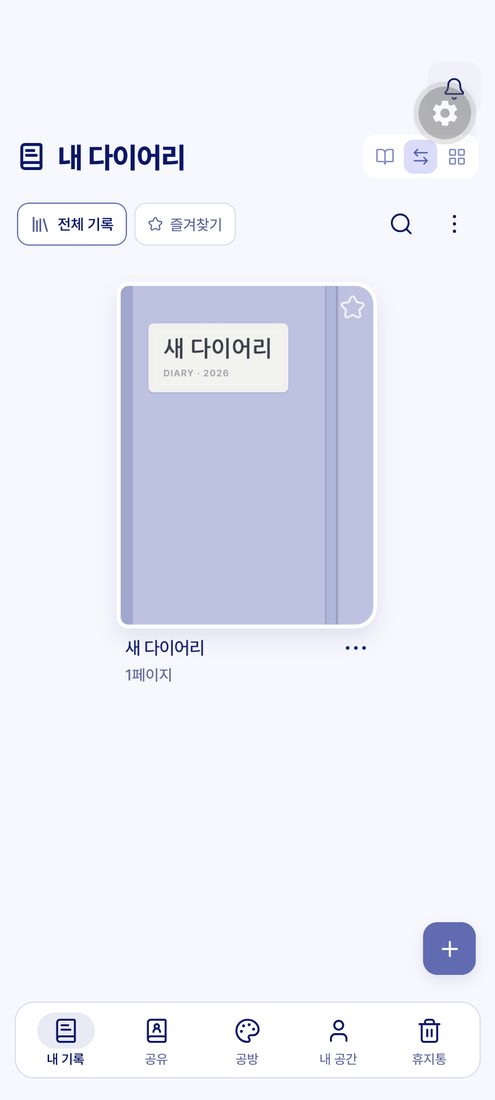 내 다이어리
전체 기록
즐겨찾기
새 다이어리
DIARY · 2026
새 다이어리
1페이지
내 기록
공유
공방
내 공간
휴지통